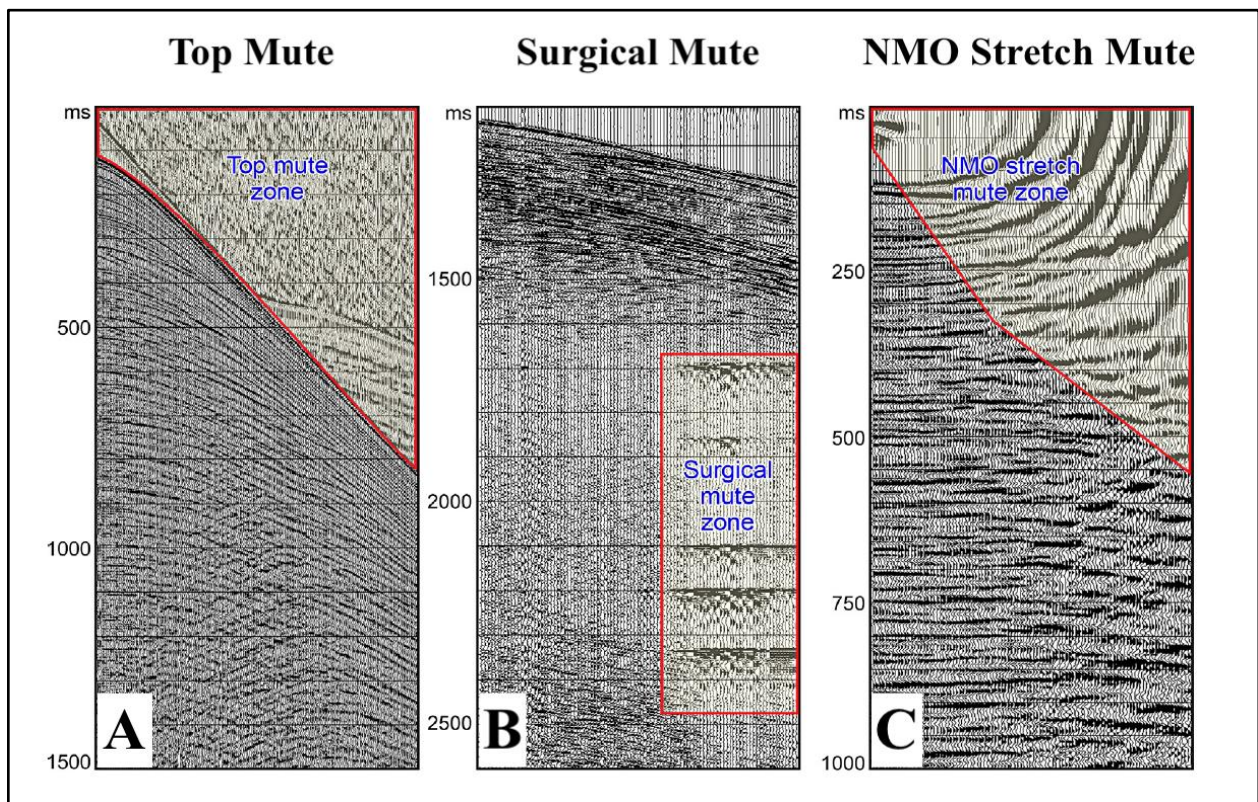 Top Mute
Surgical Mute
NMO Stretch Mute
ms
Top mute
zone
500
1000
1500
A
ms
1500
Surgical
mute
zone
2000
2500
B
ms
NMO stretch
mute zone
250
500
750
1000
C